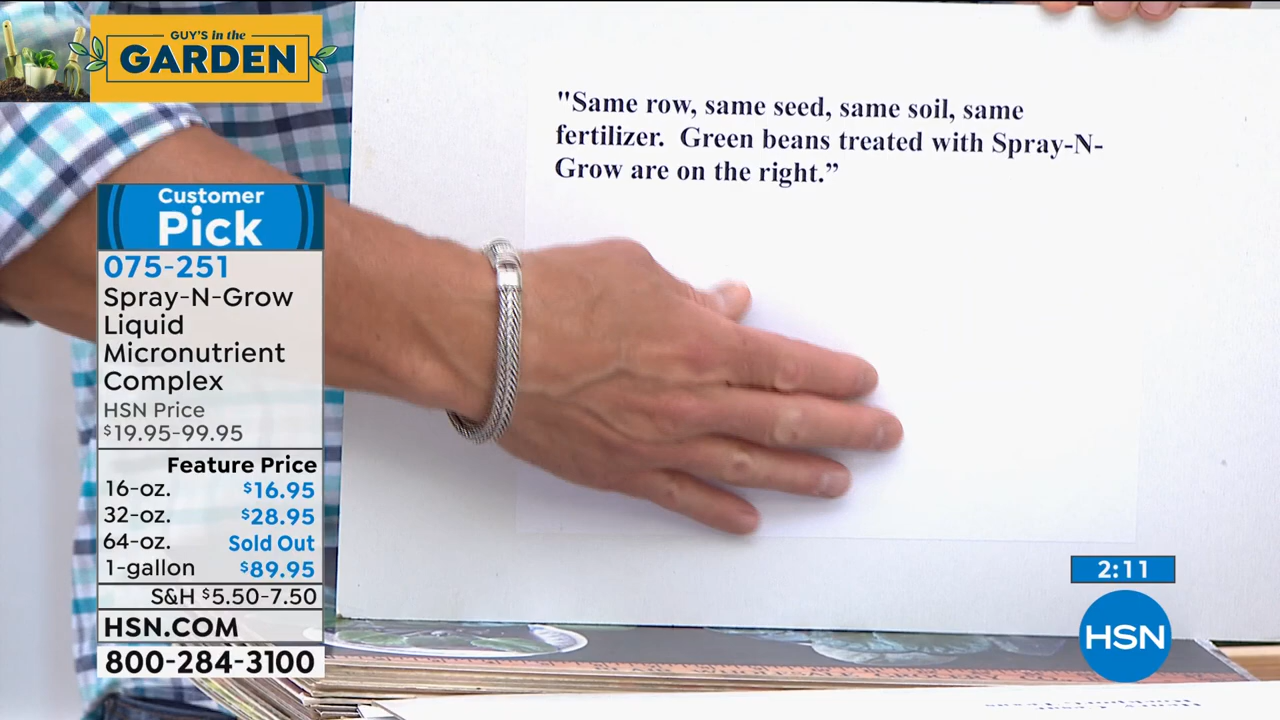 GUY'S in the
GARDEN
"Same row, same seed, same soil, same
fertilizer. Green beans treated with Spray-N-
Grow are on the right.”
Customer
Pick
075-251
Spray-N-Grow
Liquid
Micronutrient
Complex
HSN Price
$19.95-99.95
Feature Price
16-oz. $16.95
32-oz. $28.95
64-oz. Sold Out
1-gallon $89.95
S&H $5.50-7.50
HSN.COM
800-284-3100
2:11
HSN